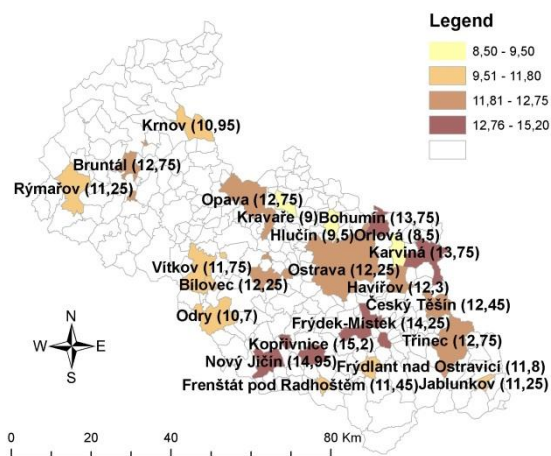 Legend
8,50 - 9,50
9,51 - 11,80
11,81 - 12,75
12,76 - 15,20
Krnov (10,95)
Bruntál (12,75)
Rýmařov (11,25)
Opava (12,75)
Kravaře (9) Bohumín (13,75)
Hlučín (9,5) Orlová (8,5)
Karviná (13,75)
Vítkov (11,75)
Ostrava (12,25)
Bílovec (12,25)
Havířov (12,3)
Český Těšín (12,45)
Odry (10,7)
Frýdek-Místek (14,25)
Kopřivnice (15,2)
Třinec (12,75)
Nový Jičín (14,95)
Frýdlant nad Ostravicí (11,8)
Frenštát pod Radhoštěm (11,45) Jablunkov (11,25)
N
W E
S
0 20 40 80 Km